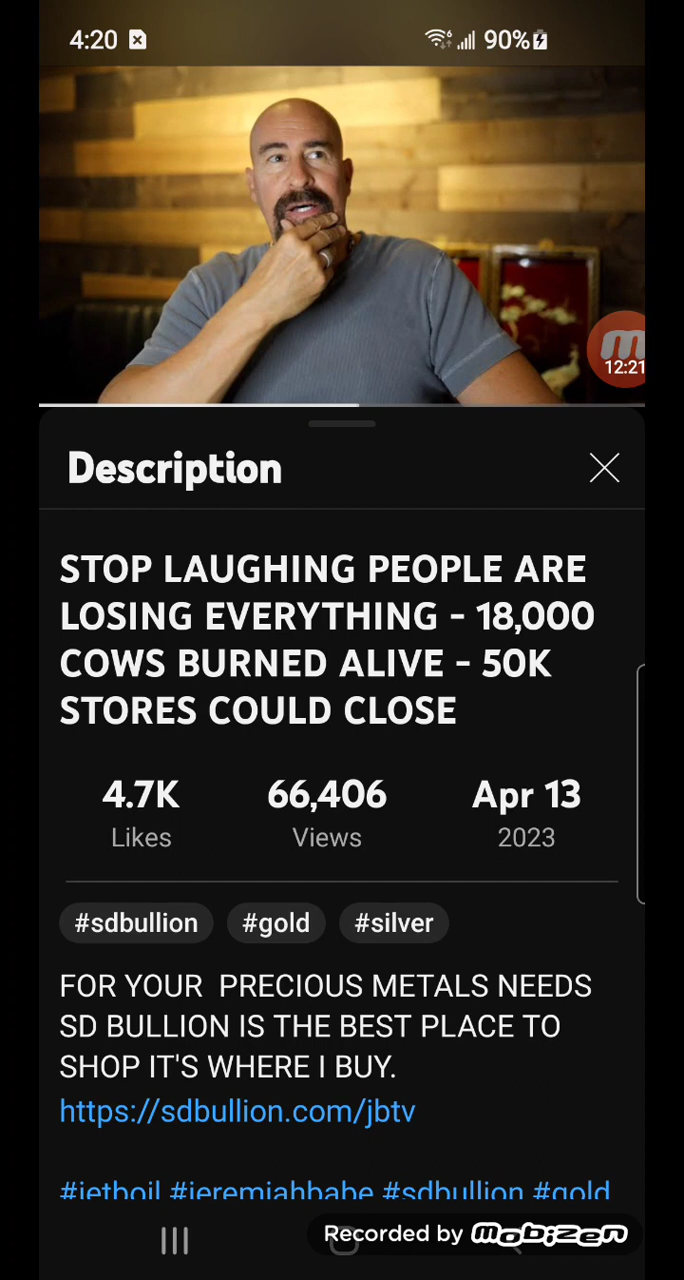 4:20 90%
12:21
Description
STOP LAUGHING PEOPLE ARE
LOSING EVERYTHING - 18,000
COWS BURNED ALIVE - 50K
STORES COULD CLOSE
4.7K 66,406 Apr 13
Likes Views 2023
#sdbullion #gold #silver
FOR YOUR PRECIOUS METALS NEEDS
SD BULLION IS THE BEST PLACE TO
SHOP IT'S WHERE I BUY.
https://sdbullion.com/jbtv
#jetboil #jeremiahbabe #sdbullion #gold
Recorded by mobizen